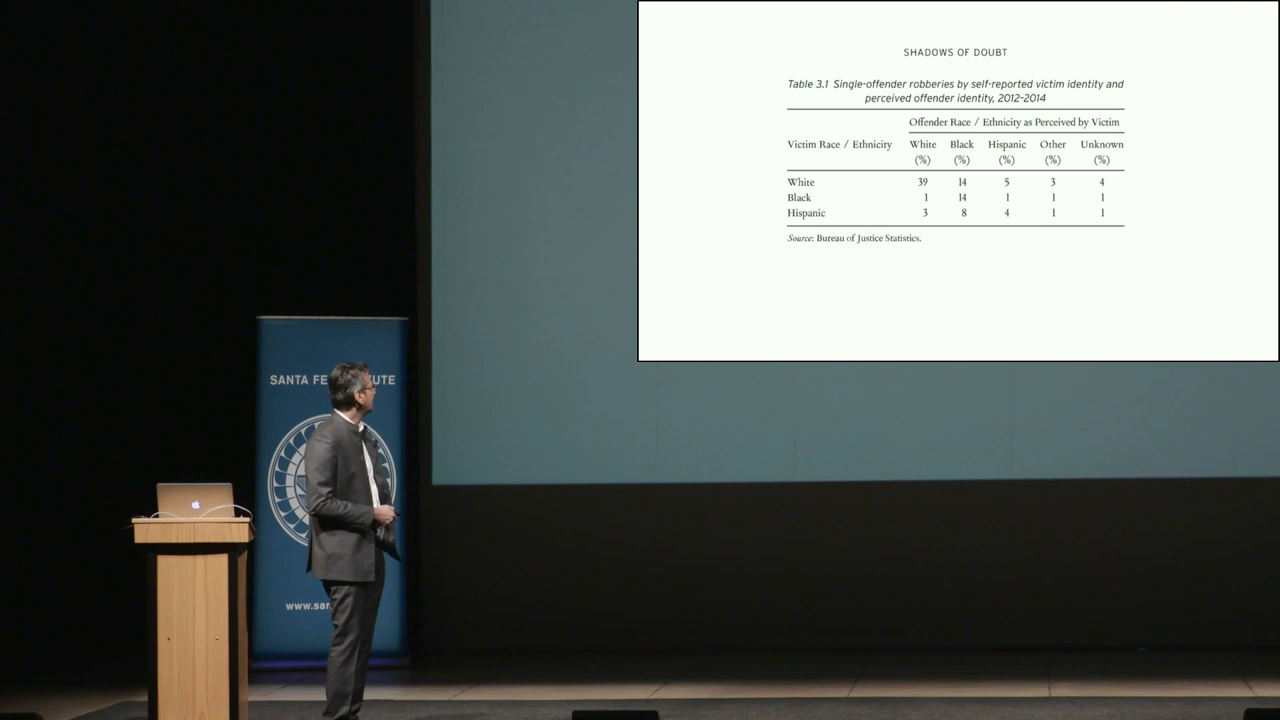 SHADOWS OF DOUBT
Table 3.1 Single-offender robberies by self-reported victim identity and
perceived offender identity, 2012–2014
Offender Race / Ethnicity as Perceived by Victim
Victim Race / Ethnicity White Black Hispanic Other Unknown
(%) (%) (%) (%) (%)
White 39 14 5 3 4
Black 1 14 1 1 1
Hispanic 3 8 4 1 1
Source: Bureau of Justice Statistics.
SANTA FE
www.sa